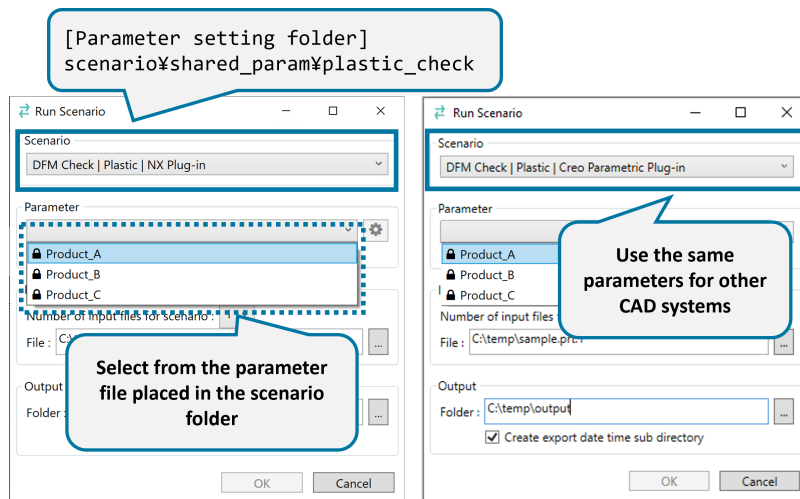 [Parameter setting folder]
scenario¥shared_param¥plastic_check
Run Scenario
Scenario
DFM Check | Plastic | NX Plug-in
Parameter
Product_A
Product_B
Product_C
Number of input files for scenario :
File :
...
Select from the parameter
file placed in the scenario
folder
Output
Folder :
...
OK
Cancel
Run Scenario
Scenario
DFM Check | Plastic | Creo Parametric Plug-in
Parameter
Product_A
Product_B
Product_C
Use the same
parameters for other
CAD systems
Number of input files
File :
C:\temp\sample.prt.1
...
Output
Folder :
C:\temp\output
...
Create export date time sub directory
OK
Cancel